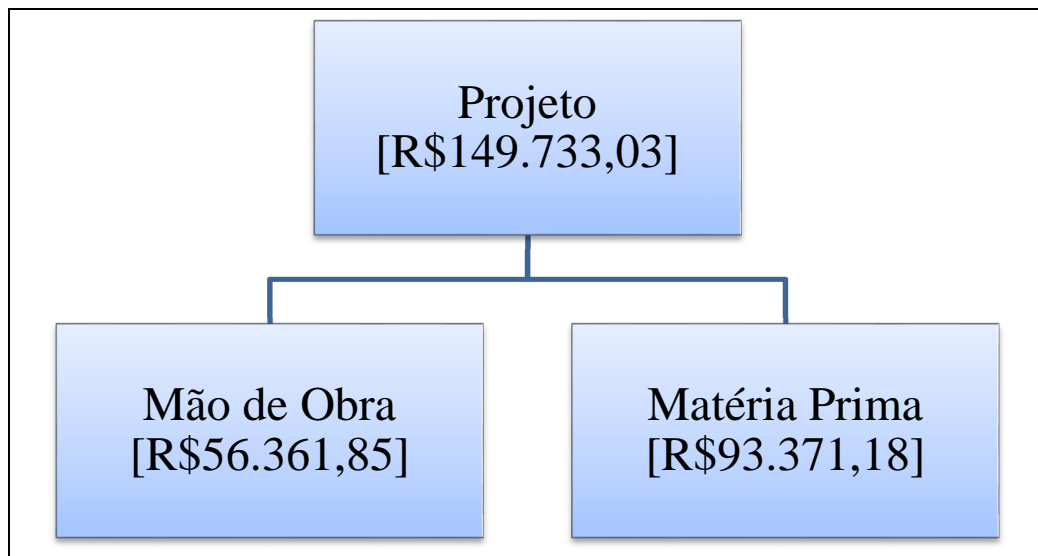 Projeto
[R$149.733,03]
Mão de Obra
[R$56.361,85]
Matéria Prima
[R$93.371,18]